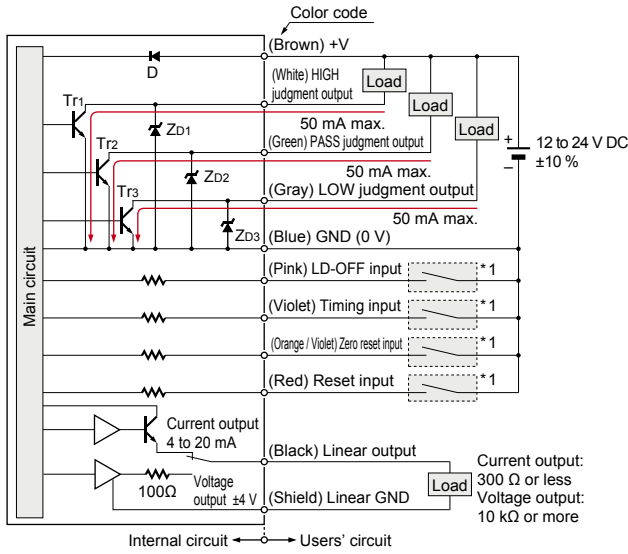 Color code
(Brown) +V
D
(White) HIGH
judgment output
Load
Load
Load
Tr1
ZD1
50 mA max.
(Green) PASS judgment output
Tr2
ZD2
50 mA max.
(Gray) LOW judgment output
Tr3
ZD3
50 mA max.
(Blue) GND (0 V)
+
12 to 24 V DC
±10 %
–
Main circuit
(Pink) LD-OFF input
*1
(Violet) Timing input
*1
(Orange / Violet) Zero reset input
*1
(Red) Reset input
*1
Current output
4 to 20 mA
(Black) Linear output
Voltage
output ±4 V
100Ω
(Shield) Linear GND
Load
Current output:
300 Ω or less
Voltage output:
10 kΩ or more
Internal circuit
Users' circuit